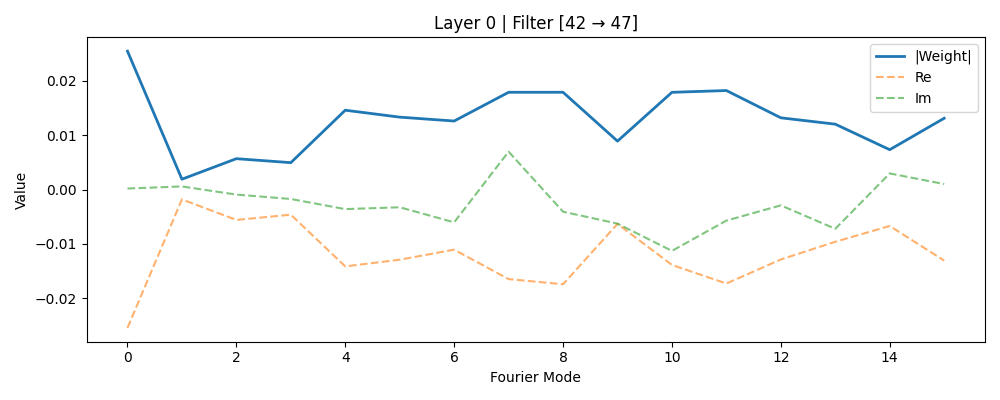 Layer 0 | Filter [42 → 47]
|Weight|
Re
Im
0.02
0.01
0.00
−0.01
−0.02
Value
0 2 4 6 8 10 12 14
Fourier Mode